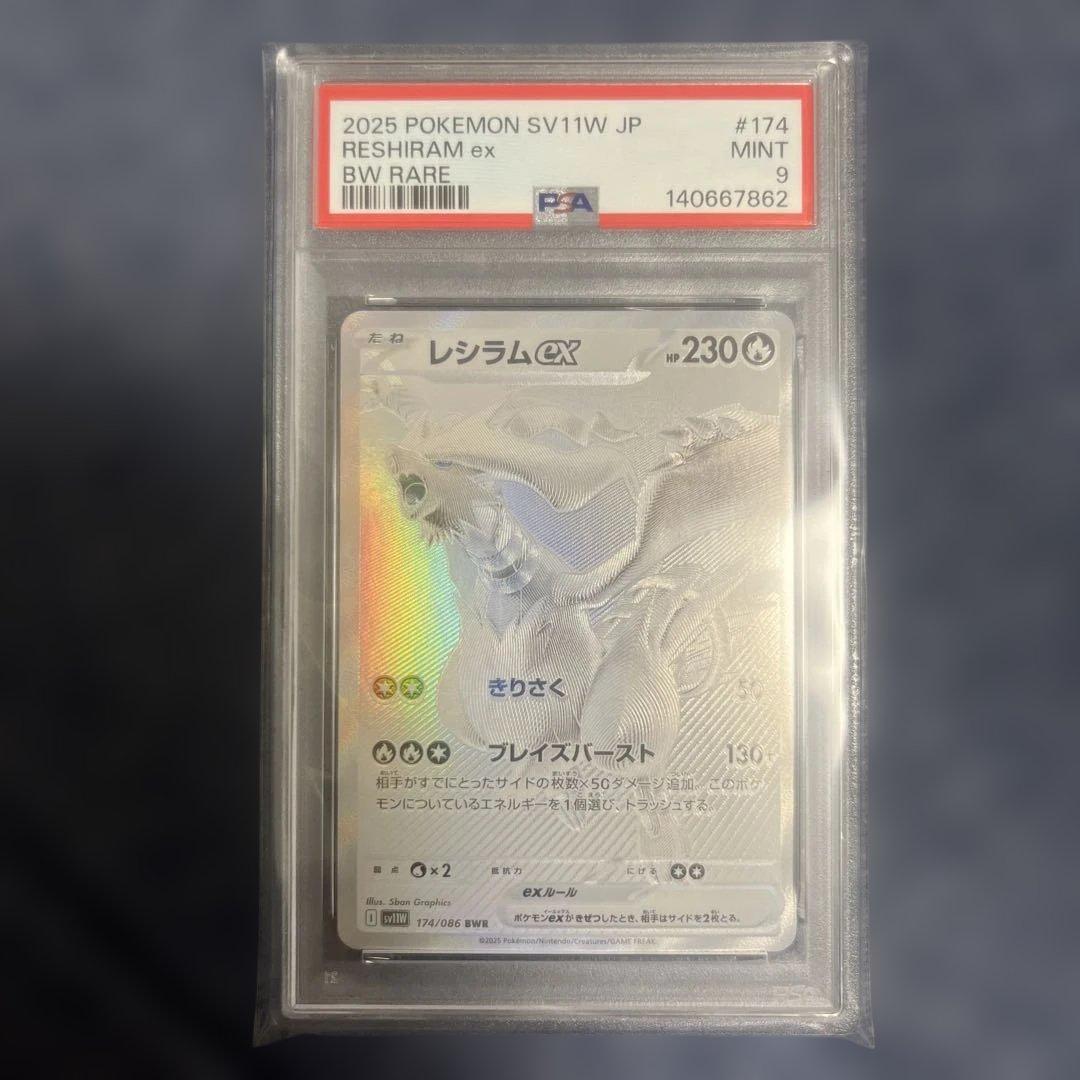 2025 POKEMON SV11W JP #174
RESHIRAM ex MINT
BW RARE 9
PSA 140667862
たね レシラムex HP230
きりさく 50
ブレイズバースト 130+
相手がすでにとったサイドの枚数×50ダメージ追加。このポケ
モンについているエネルギーを1個選び、トラッシュする。
弱点 ×2 抵抗力 にげる
exルール
ポケモンexがきぜつしたとき、相手はサイドを2枚とる。
Illus. Sban Graphics
I sv11W 174/086 BWR
©2025 Pokémon/Nintendo/Creatures/GAME FREAK.